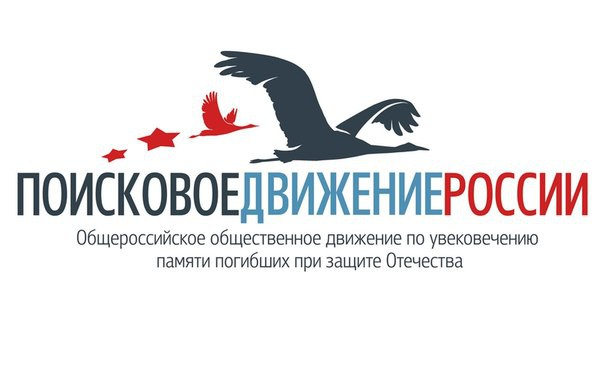 ПОИСКОВОЕДВИЖЕНИЕРОССИИ
Общероссийское общественное движение по увековечению
памяти погибших при защите Отечества